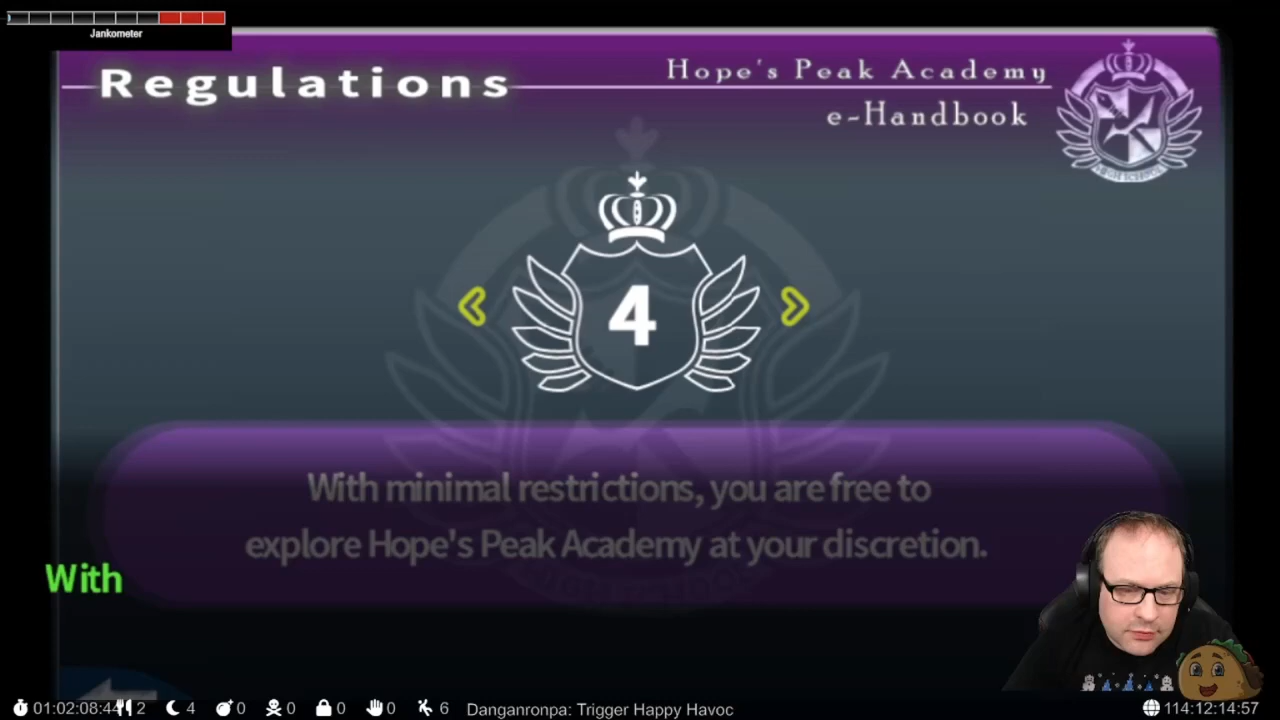 Jankometer
Regulations
Hope's Peak Academy
e-Handbook
4
With minimal restrictions, you are free to
explore Hope's Peak Academy at your discretion.
With
01:02:08:44 2 4 0 0 0 0 6 Danganronpa: Trigger Happy Havoc 114:12:14:57